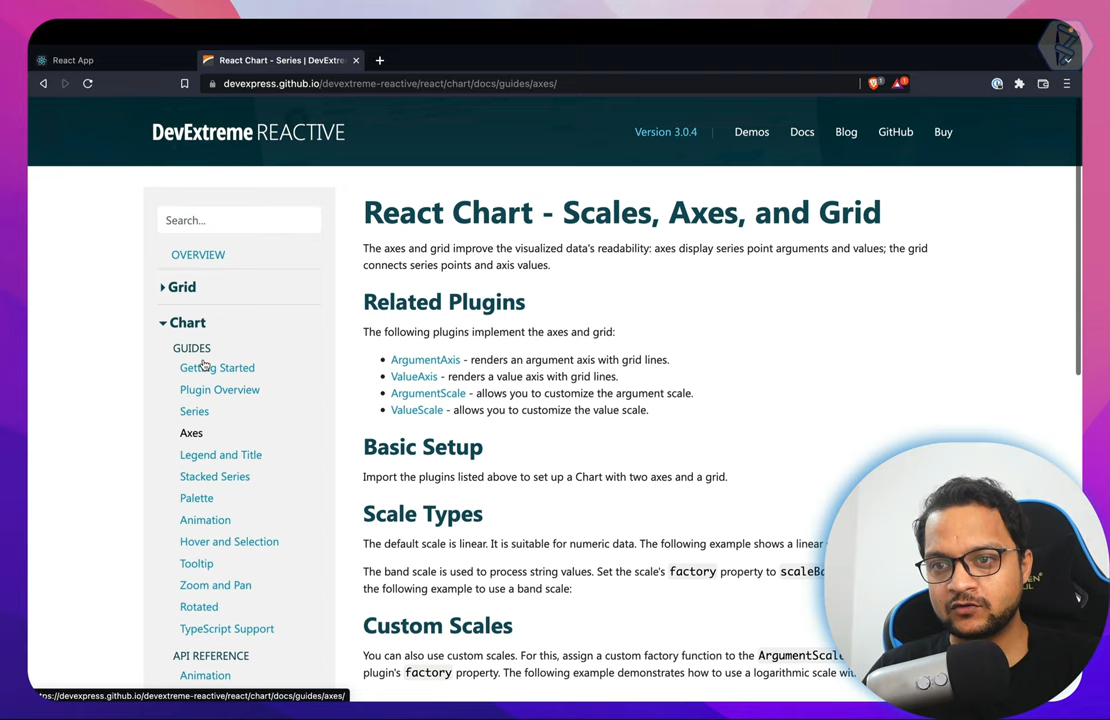 React App
React Chart - Series | DevExtre
devexpress.github.io/devextreme-reactive/react/chart/docs/guides/axes/
DevExtreme REACTIVE
Version 3.0.4
Demos
Docs
Blog
GitHub
Buy
Search...
OVERVIEW
Grid
Chart
GUIDES
Getting Started
Plugin Overview
Series
Axes
Legend and Title
Stacked Series
Palette
Animation
Hover and Selection
Tooltip
Zoom and Pan
Rotated
TypeScript Support
API REFERENCE
Animation
React Chart - Scales, Axes, and Grid
The axes and grid improve the visualized data's readability: axes display series point arguments and values; the grid
connects series points and axis values.
Related Plugins
The following plugins implement the axes and grid:
ArgumentAxis - renders an argument axis with grid lines.
ValueAxis - renders a value axis with grid lines.
ArgumentScale - allows you to customize the argument scale.
ValueScale - allows you to customize the value scale.
Basic Setup
Import the plugins listed above to set up a Chart with two axes and a grid.
Scale Types
The default scale is linear. It is suitable for numeric data. The following example shows a linear
The band scale is used to process string values. Set the scale's factory property to scaleBa
the following example to use a band scale:
Custom Scales
You can also use custom scales. For this, assign a custom factory function to the ArgumentScale
plugin's factory property. The following example demonstrates how to use a logarithmic scale wit
ttps://devexpress.github.io/devextreme-reactive/react/chart/docs/guides/axes/